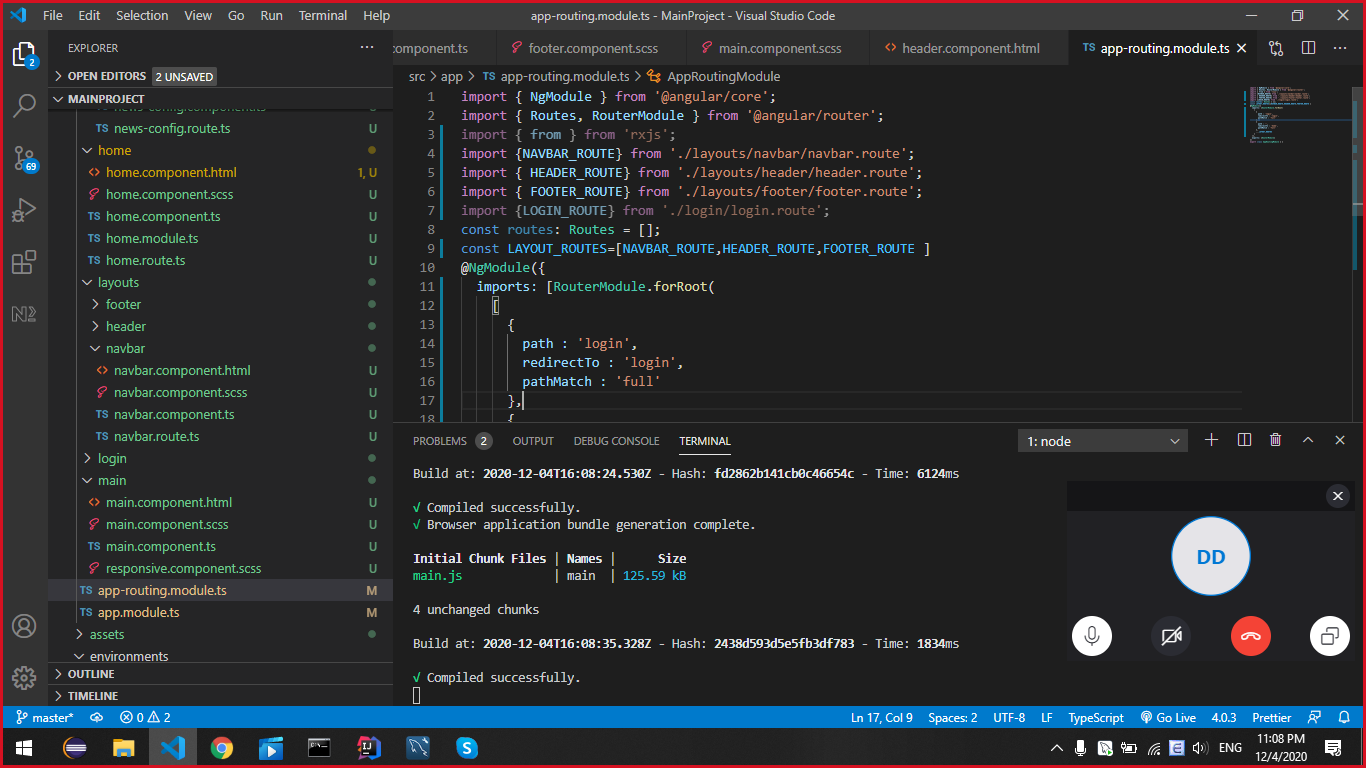 File Edit Selection View Go Run Terminal Help
app-routing.module.ts - MainProject - Visual Studio Code
EXPLORER
OPEN EDITORS 2 UNSAVED
MAINPROJECT
news-config.component.ts U
TS news-config.route.ts U
home
home.component.html 1, U
home.component.scss U
TS home.component.ts U
TS home.module.ts U
TS home.route.ts U
layouts
footer
header
navbar
navbar.component.html U
navbar.component.scss U
TS navbar.component.ts U
TS navbar.route.ts U
login
main
main.component.html U
main.component.scss U
TS main.component.ts U
responsive.component.scss U
TS app-routing.module.ts M
TS app.module.ts M
assets
environments
OUTLINE
TIMELINE
2
69
component.ts footer.component.scss main.component.scss header.component.html TS app-routing.module.ts
src > app > TS app-routing.module.ts > AppRoutingModule
1 import { NgModule } from '@angular/core';
2 import { Routes, RouterModule } from '@angular/router';
3 import { from } from 'rxjs';
4 import {NAVBAR_ROUTE} from './layouts/navbar/navbar.route';
5 import { HEADER_ROUTE} from './layouts/header/header.route';
6 import { FOOTER_ROUTE} from './layouts/footer/footer.route';
7 import {LOGIN_ROUTE} from './login/login.route';
8 const routes: Routes = [];
9 const LAYOUT_ROUTES=[NAVBAR_ROUTE,HEADER_ROUTE,FOOTER_ROUTE ]
10 @NgModule({
11 imports: [RouterModule.forRoot(
12 [
13 {
14 path : 'login',
15 redirectTo : 'login',
16 pathMatch : 'full'
17 },
18 {
PROBLEMS 2 OUTPUT DEBUG CONSOLE TERMINAL 1: node
Build at: 2020-12-04T16:08:24.530Z - Hash: fd2862b141cb0c46654c - Time: 6124ms
√ Compiled successfully.
√ Browser application bundle generation complete.
Initial Chunk Files | Names | Size
main.js | main | 125.59 kB
4 unchanged chunks
Build at: 2020-12-04T16:08:35.328Z - Hash: 2438d593d5e5fb3df783 - Time: 1834ms
√ Compiled successfully.
DD
master* 0 2 Ln 17, Col 9 Spaces: 2 UTF-8 LF TypeScript Go Live 4.0.3 Prettier
ENG
11:08 PM
12/4/2020